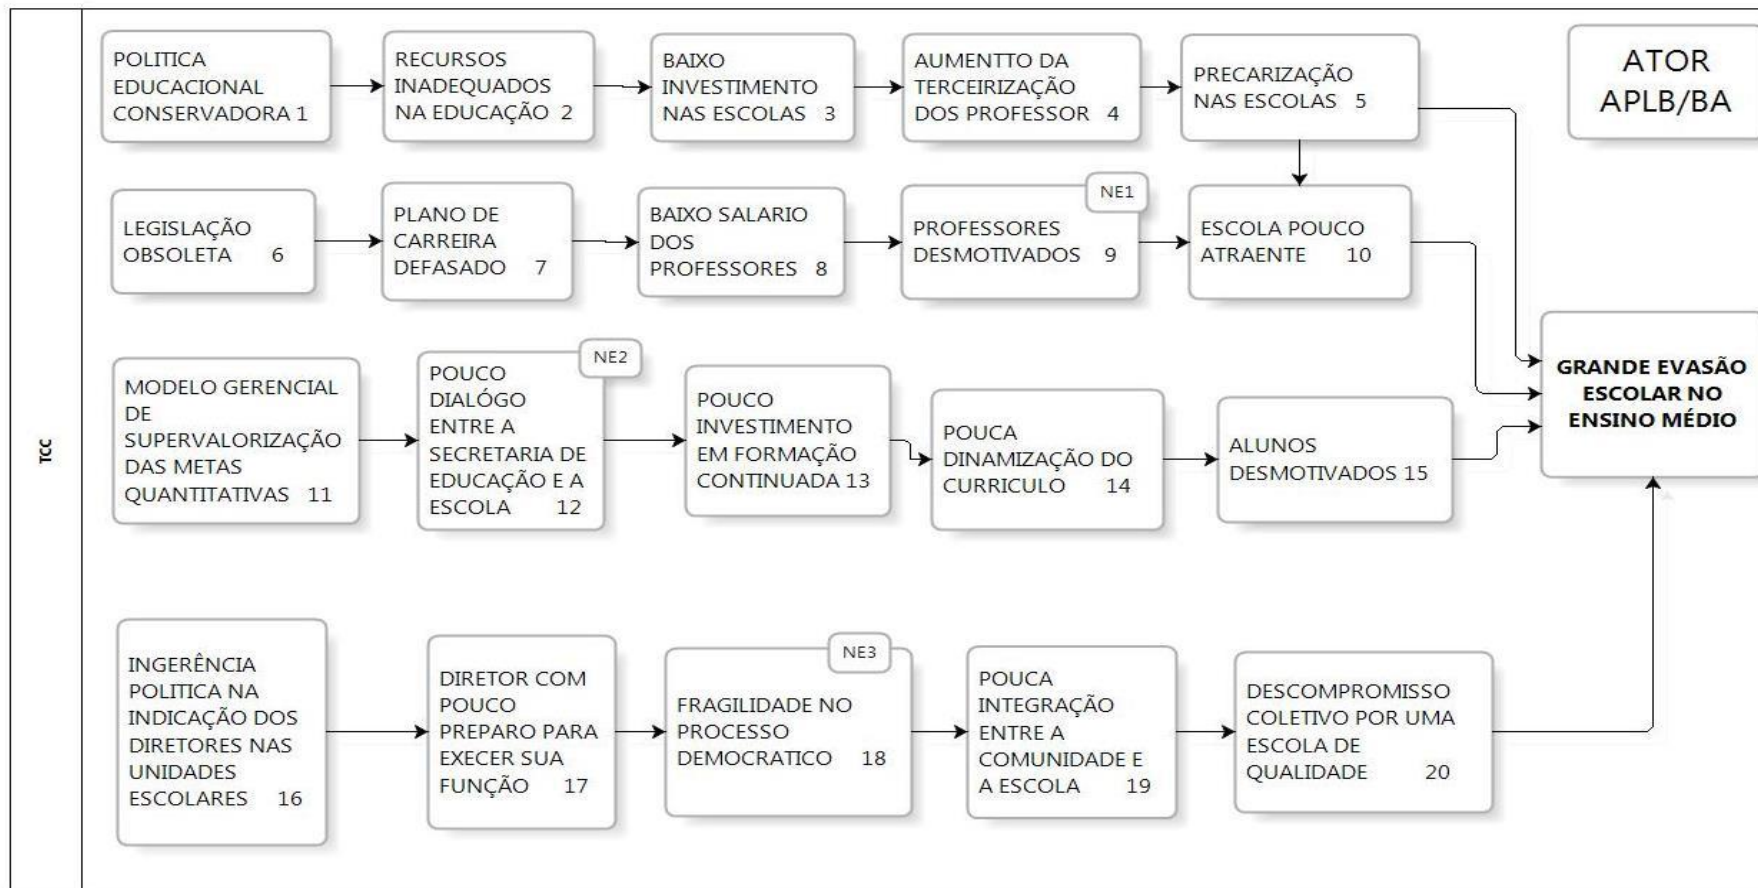 TCC
POLITICA
EDUCACIONAL
CONSERVADORA 1
RECURSOS
INADEQUADOS
NA EDUCAÇÃO 2
BAIXO
INVESTIMENTO
NAS ESCOLAS 3
AUMENTTO DA
TERCEIRIZAÇÃO
DOS PROFESSOR 4
PRECARIZAÇÃO
NAS ESCOLAS 5
ATOR
APLB/BA
LEGISLAÇÃO
OBSOLETA 6
PLANO DE
CARREIRA
DEFASADO 7
BAIXO SALARIO
DOS
PROFESSORES 8
NE1
PROFESSORES
DESMOTIVADOS 9
ESCOLA POUCO
ATRAENTE 10
GRANDE EVASÃO
ESCOLAR NO
ENSINO MÉDIO
MODELO GERENCIAL
DE
SUPERVALORIZAÇÃO
DAS METAS
QUANTITATIVAS 11
NE2
POUCO
DIALÓGO
ENTRE A
SECRETARIA DE
EDUCAÇÃO E A
ESCOLA 12
POUCO
INVESTIMENTO
EM FORMAÇÃO
CONTINUADA 13
POUCA
DINAMIZAÇÃO DO
CURRICULO 14
ALUNOS
DESMOTIVADOS 15
INGERÊNCIA
POLITICA NA
INDICAÇÃO DOS
DIRETORES NAS
UNIDADES
ESCOLARES 16
DIRETOR COM
POUCO
PREPARO PARA
EXECER SUA
FUNÇÃO 17
NE3
FRAGILIDADE NO
PROCESSO
DEMOCRATICO 18
POUCA
INTEGRAÇÃO
ENTRE A
COMUNIDADE E
A ESCOLA 19
DESCOMPROMISSO
COLETIVO POR UMA
ESCOLA DE
QUALIDADE 20